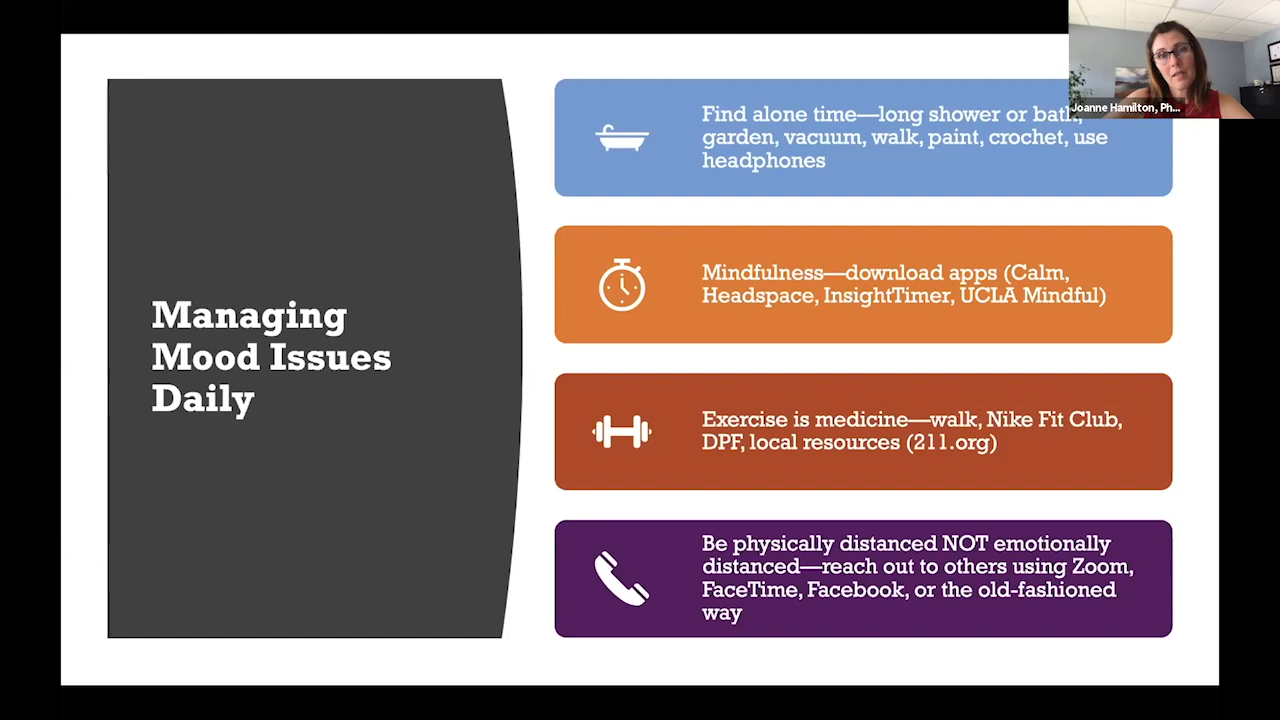 Managing
Mood Issues
Daily
Find alone time—long shower or bath,
garden, vacuum, walk, paint, crochet, use
headphones
Mindfulness—download apps (Calm,
Headspace, InsightTimer, UCLA Mindful)
Exercise is medicine—walk, Nike Fit Club,
DPF, local resources (211.org)
Be physically distanced NOT emotionally
distanced—reach out to others using Zoom,
FaceTime, Facebook, or the old-fashioned
way
Joanne Hamilton, Ph...